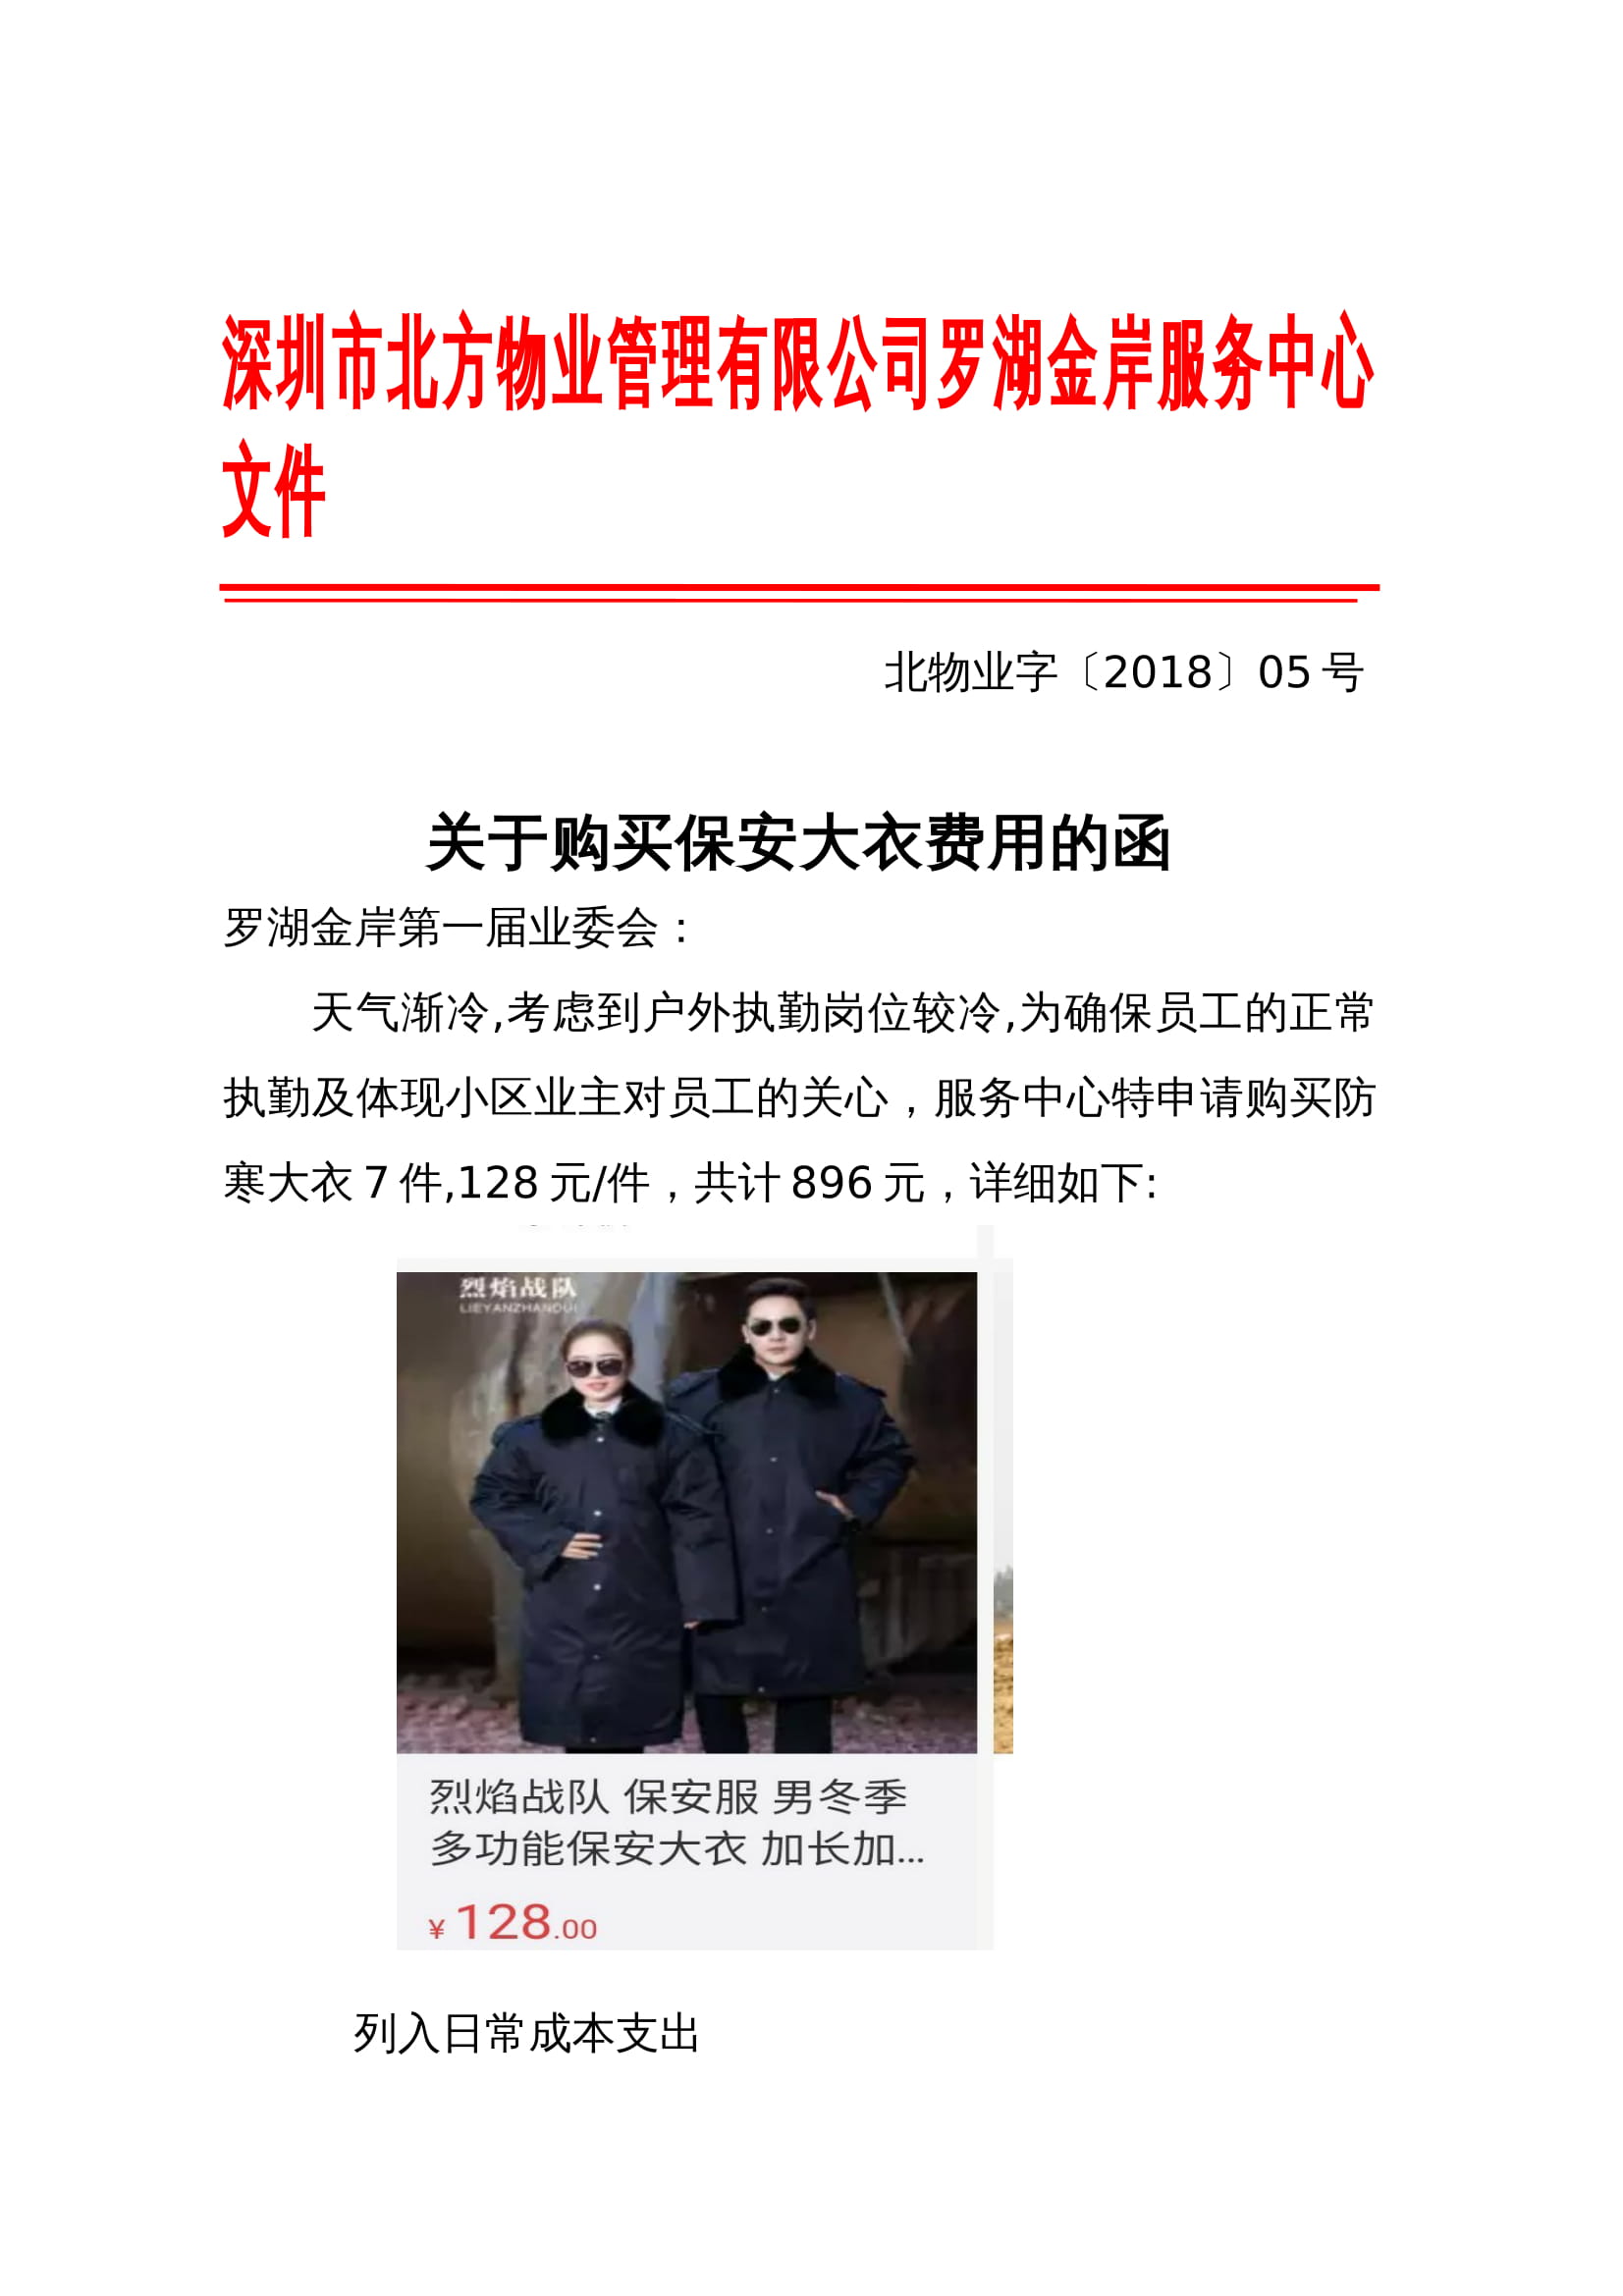 深圳市北方物业管理有限公司罗湖金岸服务中心
文件
北物业字〔2018〕05 号
关于购买保安大衣费用的函
罗湖金岸第一届业委会：
天气渐冷,考虑到户外执勤岗位较冷,为确保员工的正常
执勤及体现小区业主对员工的关心，服务中心特申请购买防
寒大衣 7 件,128 元/件，共计 896 元，详细如下:
烈焰战队
LIEYANZHANDUI
烈焰战队 保安服 男冬季
多功能保安大衣 加长加...
¥ 128.00
列入日常成本支出